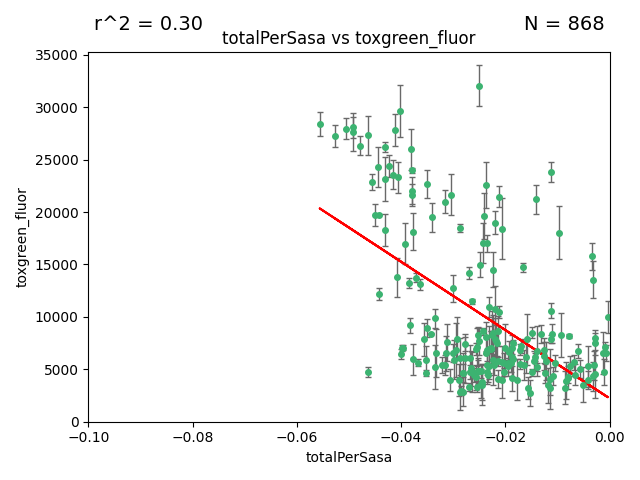 r^2 = 0.30
N = 868
totalPerSasa vs toxgreen_fluor
35000
30000
25000
20000
15000
10000
5000
0
toxgreen_fluor
−0.10
−0.08
−0.06
−0.04
−0.02
0.00
totalPerSasa